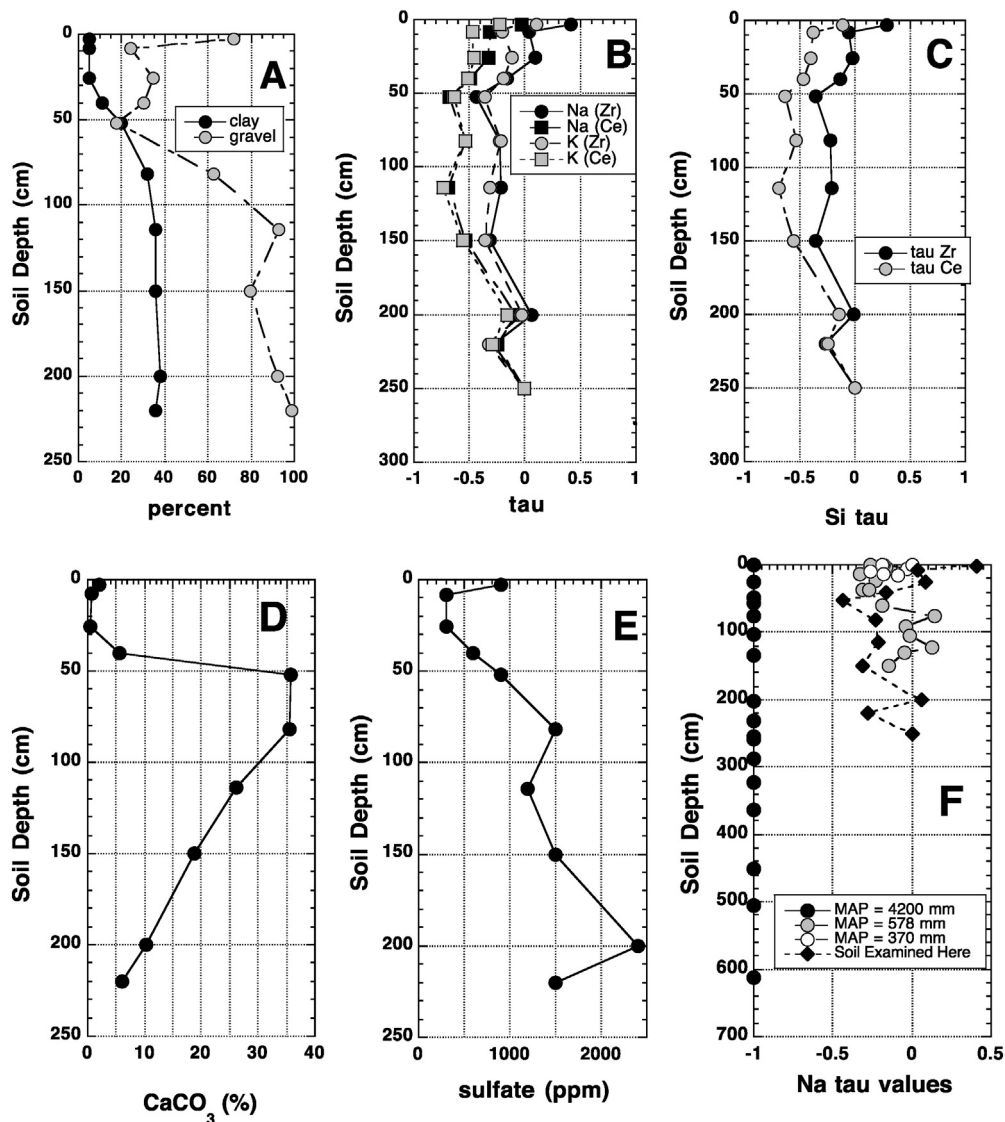 A
0
50
100
150
200
250
Soil Depth (cm)
0 20 40 60 80 100
percent
clay
gravel
B
0
50
100
150
200
250
300
Soil Depth (cm)
-1 -0.5 0 0.5 1
tau
Na (Zr)
Na (Ce)
K (Zr)
K (Ce)
C
0
50
100
150
200
250
300
Soil Depth (cm)
-1 -0.5 0 0.5 1
Si tau
tau Zr
tau Ce
D
0
50
100
150
200
250
Soil Depth (cm)
0 10 20 30 40
CaCO₃ (%)
E
0
50
100
150
200
250
Soil Depth (cm)
0 1000 2000
sulfate (ppm)
F
0
100
200
300
400
500
600
700
Soil Depth (cm)
-1 -0.5 0 0.5
Na tau values
MAP = 4200 mm
MAP = 578 mm
MAP = 370 mm
Soil Examined Here